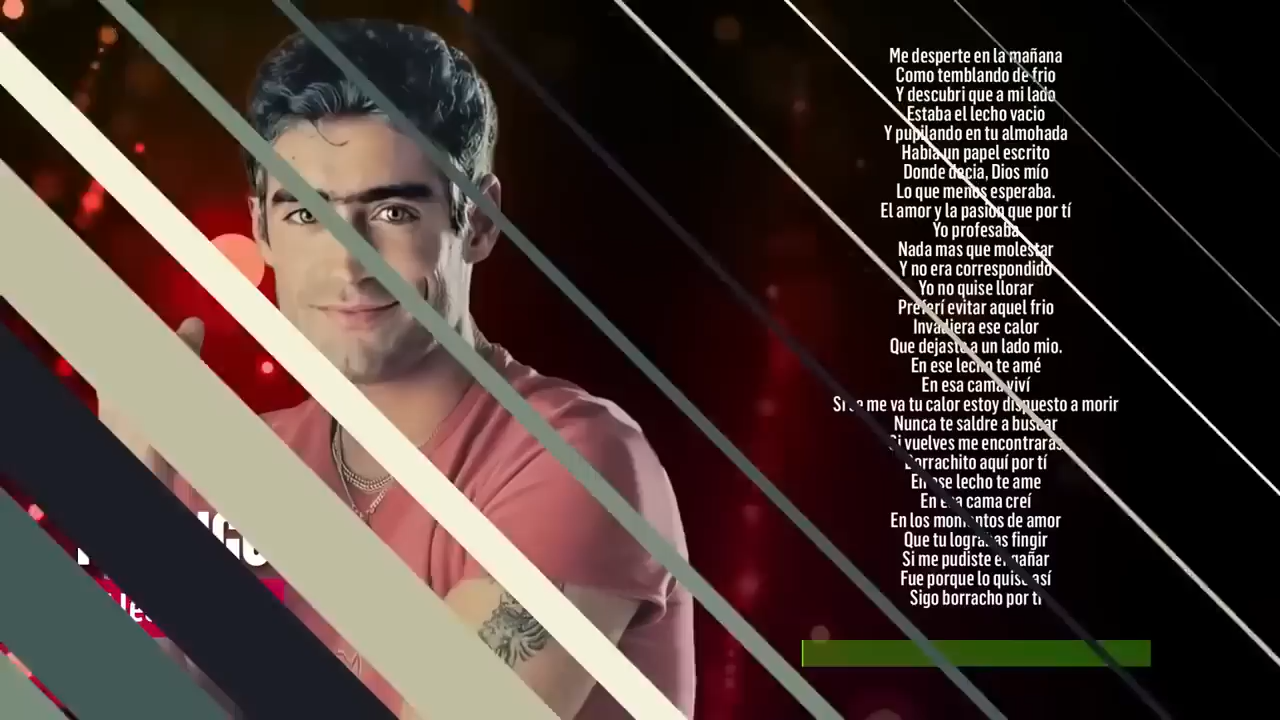 Me desperte en la mañana
Como temblando de frio
Y descubri que a mi lado
Estaba el lecho vacio
Y pupilando en tu almohada
Había un papel escrito
Donde decia, Dios mío
Lo que menos esperaba.
El amor y la pasion que por tí
Yo profesaba
Nada mas que molestar
Y no era correspondido
Yo no quise llorar
Preferí evitar aquel frio
Invadiera ese calor
Que dejaste a un lado mio.
En ese lecho te amé
En esa cama viví
Si se me va tu calor estoy dispuesto a morir
Nunca te saldre a buscar
Si vuelves me encontraras
Borrachito aquí por tí
En ese lecho te ame
En esa cama creí
En los momentos de amor
Que tu lograbas fingir
Si me pudiste engañar
Fue porque lo quise así
Sigo borracho por ti